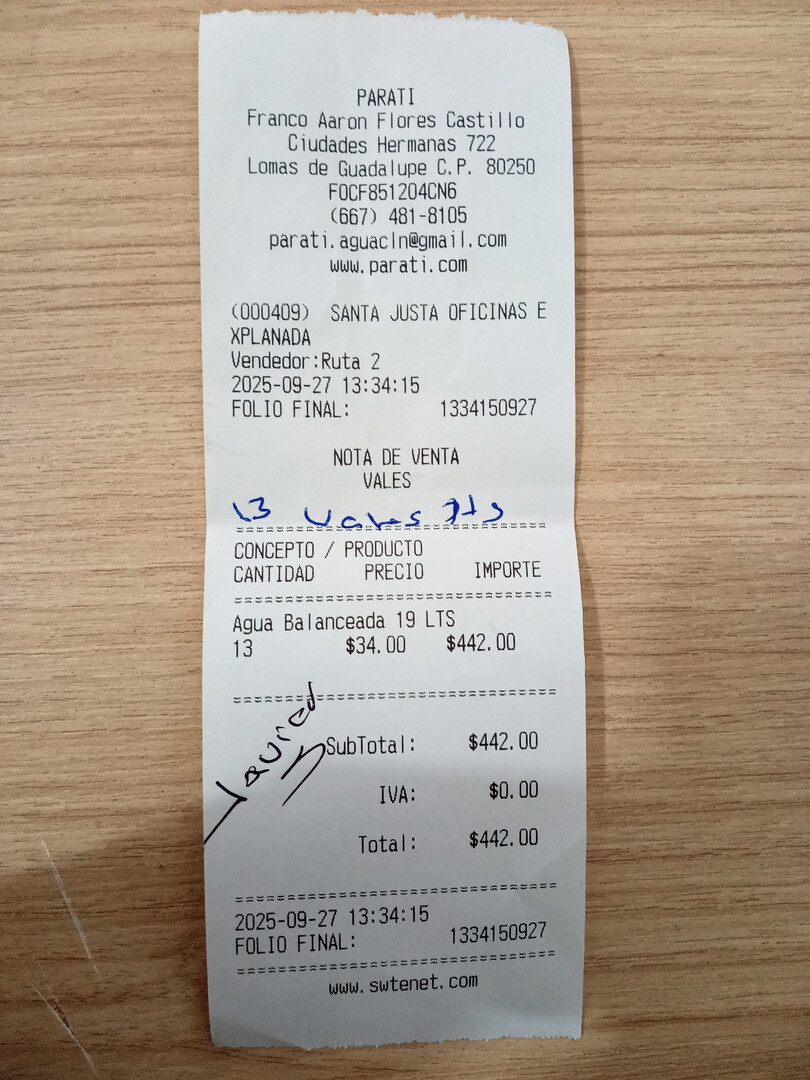 PARATI
Franco Aaron Flores Castillo
Ciudades Hermanas 722
Lomas de Guadalupe C.P. 80250
FOCF851204CN6
(667) 481-8105
parati.aguacln@gmail.com
www.parati.com
(000409) SANTA JUSTA OFICINAS E
XPLANADA
Vendedor:Ruta 2
2025-09-27 13:34:15
FOLIO FINAL: 1334150927
NOTA DE VENTA
VALES
13 Vales
==================================
CONCEPTO / PRODUCTO
CANTIDAD PRECIO IMPORTE
==================================
Agua Balanceada 19 LTS
13 $34.00 $442.00
==================================
SubTotal: $442.00
IVA: $0.00
Total: $442.00
==================================
2025-09-27 13:34:15
FOLIO FINAL: 1334150927
==================================
www.swtenet.com